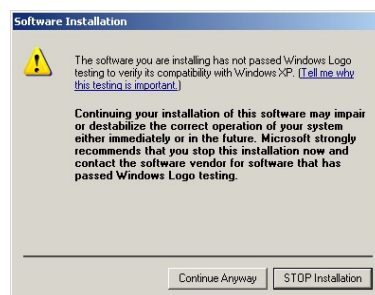 Software Installation
The software you are installing has not passed Windows Logo
testing to verify its compatibility with Windows XP. (Tell me why
this testing is important.)
Continuing your installation of this software may impair
or destabilize the correct operation of your system
either immediately or in the future. Microsoft strongly
recommends that you stop this installation now and
contact the software vendor for software that has
passed Windows Logo testing.
Continue Anyway
STOP Installation